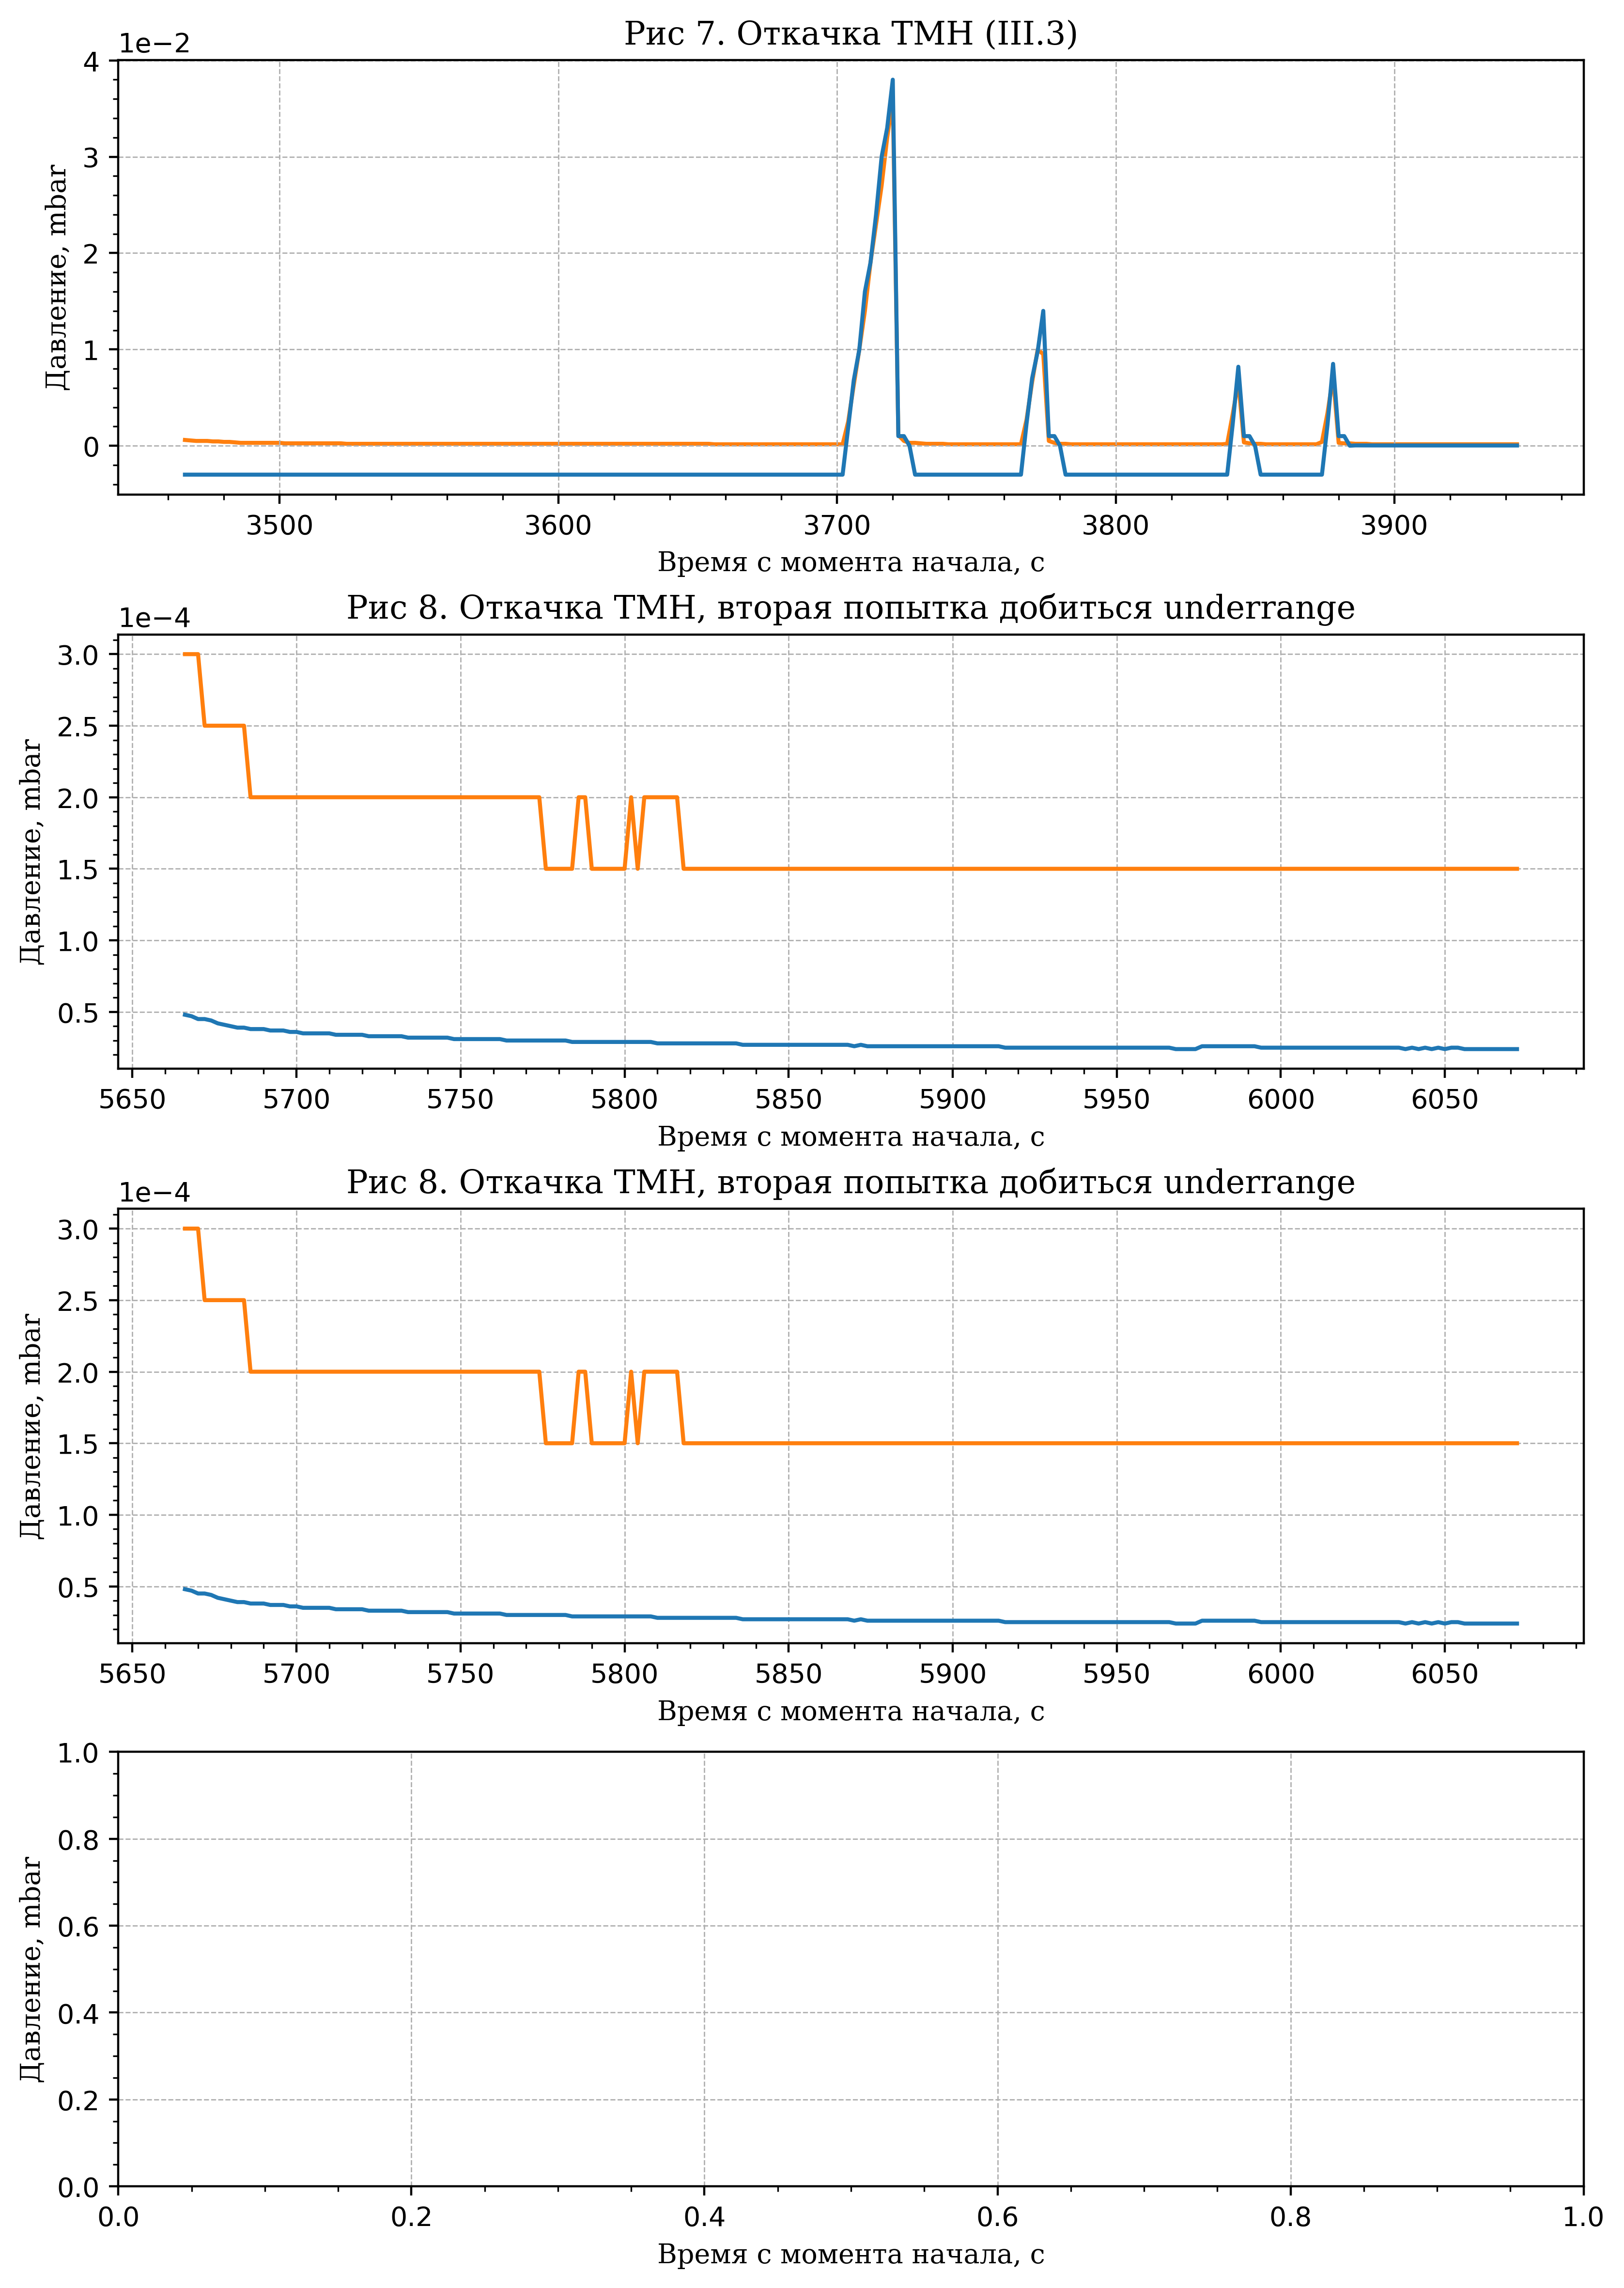 Рис 7. Откачка ТМН (III.3)
1e−2
4
3
2
1
0
Давление, mbar
3500 3600 3700 3800 3900
Время с момента начала, с
Рис 8. Откачка ТМН, вторая попытка добиться underrange
1e−4
3.0
2.5
2.0
1.5
1.0
0.5
Давление, mbar
5650 5700 5750 5800 5850 5900 5950 6000 6050
Время с момента начала, с
Рис 8. Откачка ТМН, вторая попытка добиться underrange
1e−4
3.0
2.5
2.0
1.5
1.0
0.5
Давление, mbar
5650 5700 5750 5800 5850 5900 5950 6000 6050
Время с момента начала, с
1.0
0.8
0.6
0.4
0.2
0.0
Давление, mbar
0.0 0.2 0.4 0.6 0.8 1.0
Время с момента начала, с